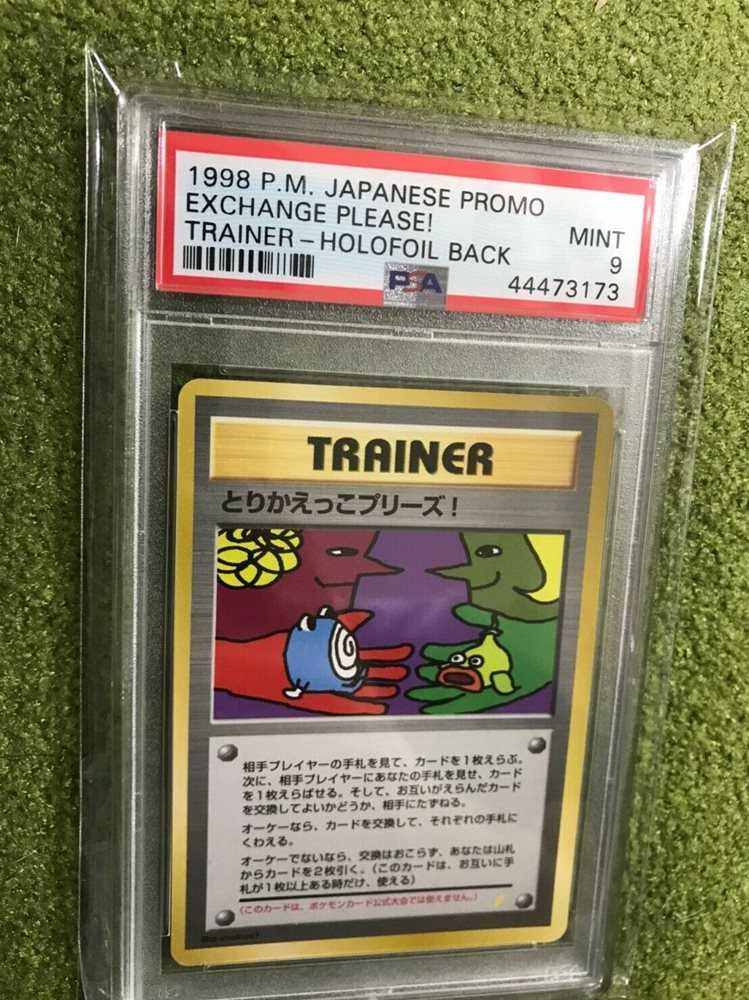 1998 P.M. JAPANESE PROMO
EXCHANGE PLEASE!
MINT
TRAINER – HOLOFOIL BACK
9
PSA
44473173
TRAINER
とりかえっこプリーズ!
相手プレイヤーの手札を見て、カードを1枚えらぶ。
次に、相手プレイヤーにあなたの手札を見せ、カード
を1枚えらばせる。そして、お互いがえらんだカード
を交換してよいかどうか、相手にたずねる。
オーケーなら、カードを交換して、それぞれの手札に
くわえる。
オーケーでないなら、交換はおこらず、あなたは山札
からカードを2枚引く。(このカードは、お互いに手
札が1枚以上ある時だけ、使える)
(このカードは、ポケモンカード公式大会では使えません。)